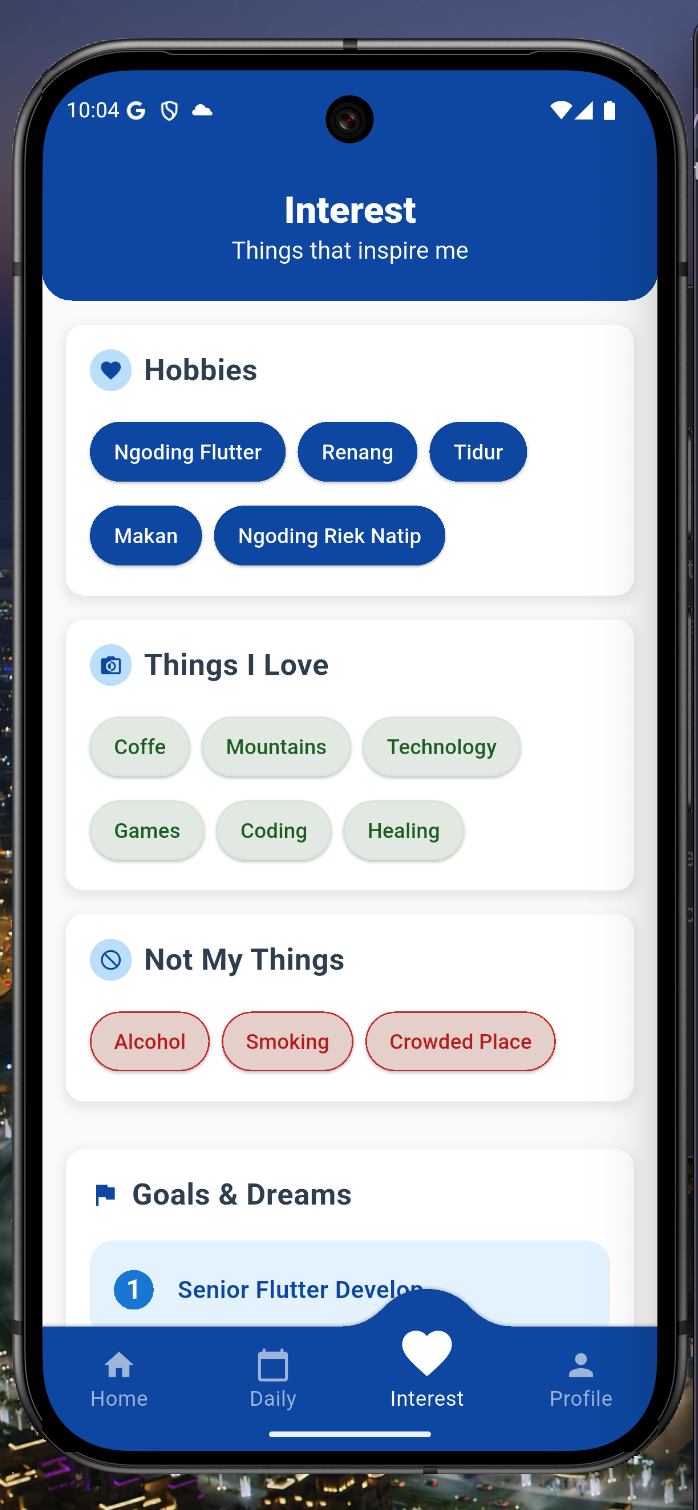 10:04
Interest
Things that inspire me
Hobbies
Ngoding Flutter Renang Tidur
Makan Ngoding Riek Natip
Things I Love
Coffe Mountains Technology
Games Coding Healing
Not My Things
Alcohol Smoking Crowded Place
Goals & Dreams
1 Senior Flutter Develop
Home Daily Interest Profile